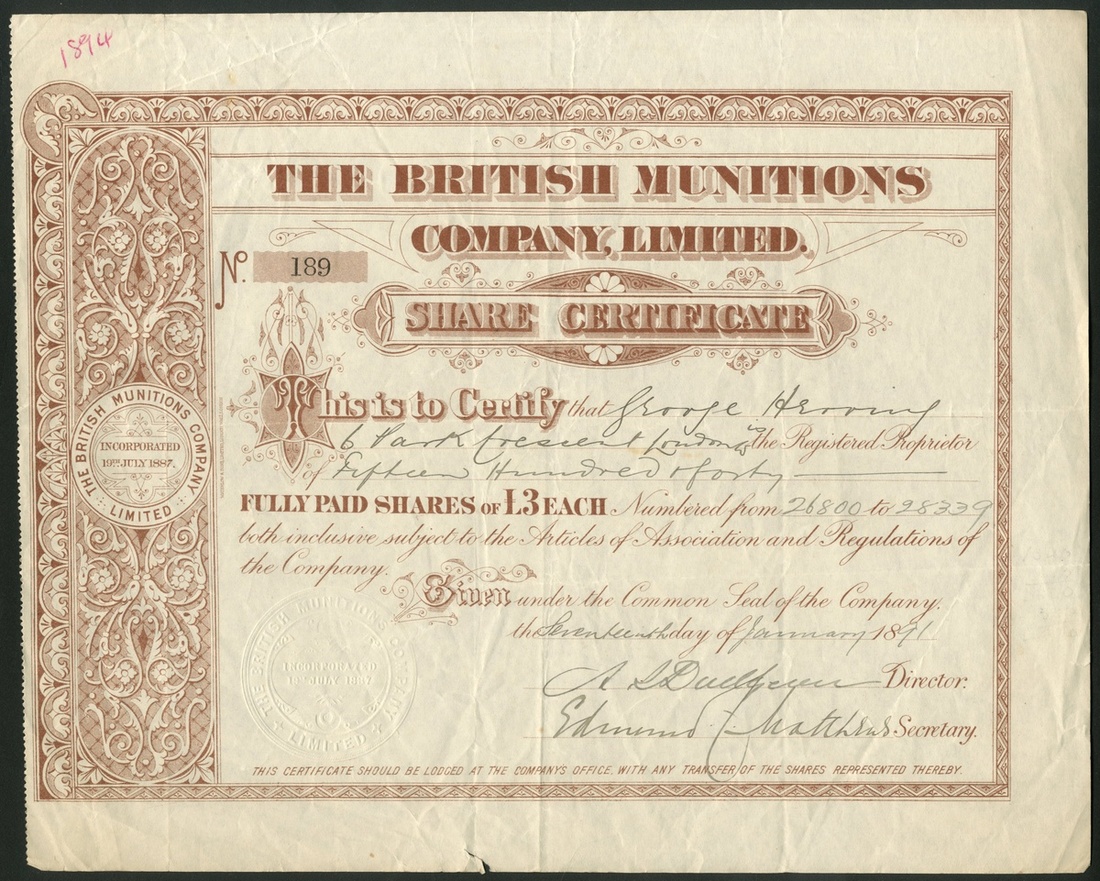 1894
THE BRITISH MUNITIONS
COMPANY, LIMITED.
No. 189
SHARE CERTIFICATE
This is to Certify that George Herring
6 Park Crescent London W the Registered Proprietor
of Fifteen Hundred & forty
FULLY PAID SHARES OF £3 EACH Numbered from 26800 to 28339
both inclusive subject to the Articles of Association and Regulations of
the Company.
Given under the Common Seal of the Company.
the Seventeenth day of January 1891
Director.
Edmund C Matthews Secretary.
THIS CERTIFICATE SHOULD BE LODGED AT THE COMPANY'S OFFICE, WITH ANY TRANSFER OF THE SHARES REPRESENTED THEREBY.
THE BRITISH MUNITIONS COMPANY
INCORPORATED
19TH JULY 1887.
LIMITED
THE BRITISH MUNITIONS COMPANY
INCORPORATED
19TH JULY 1887
LIMITED